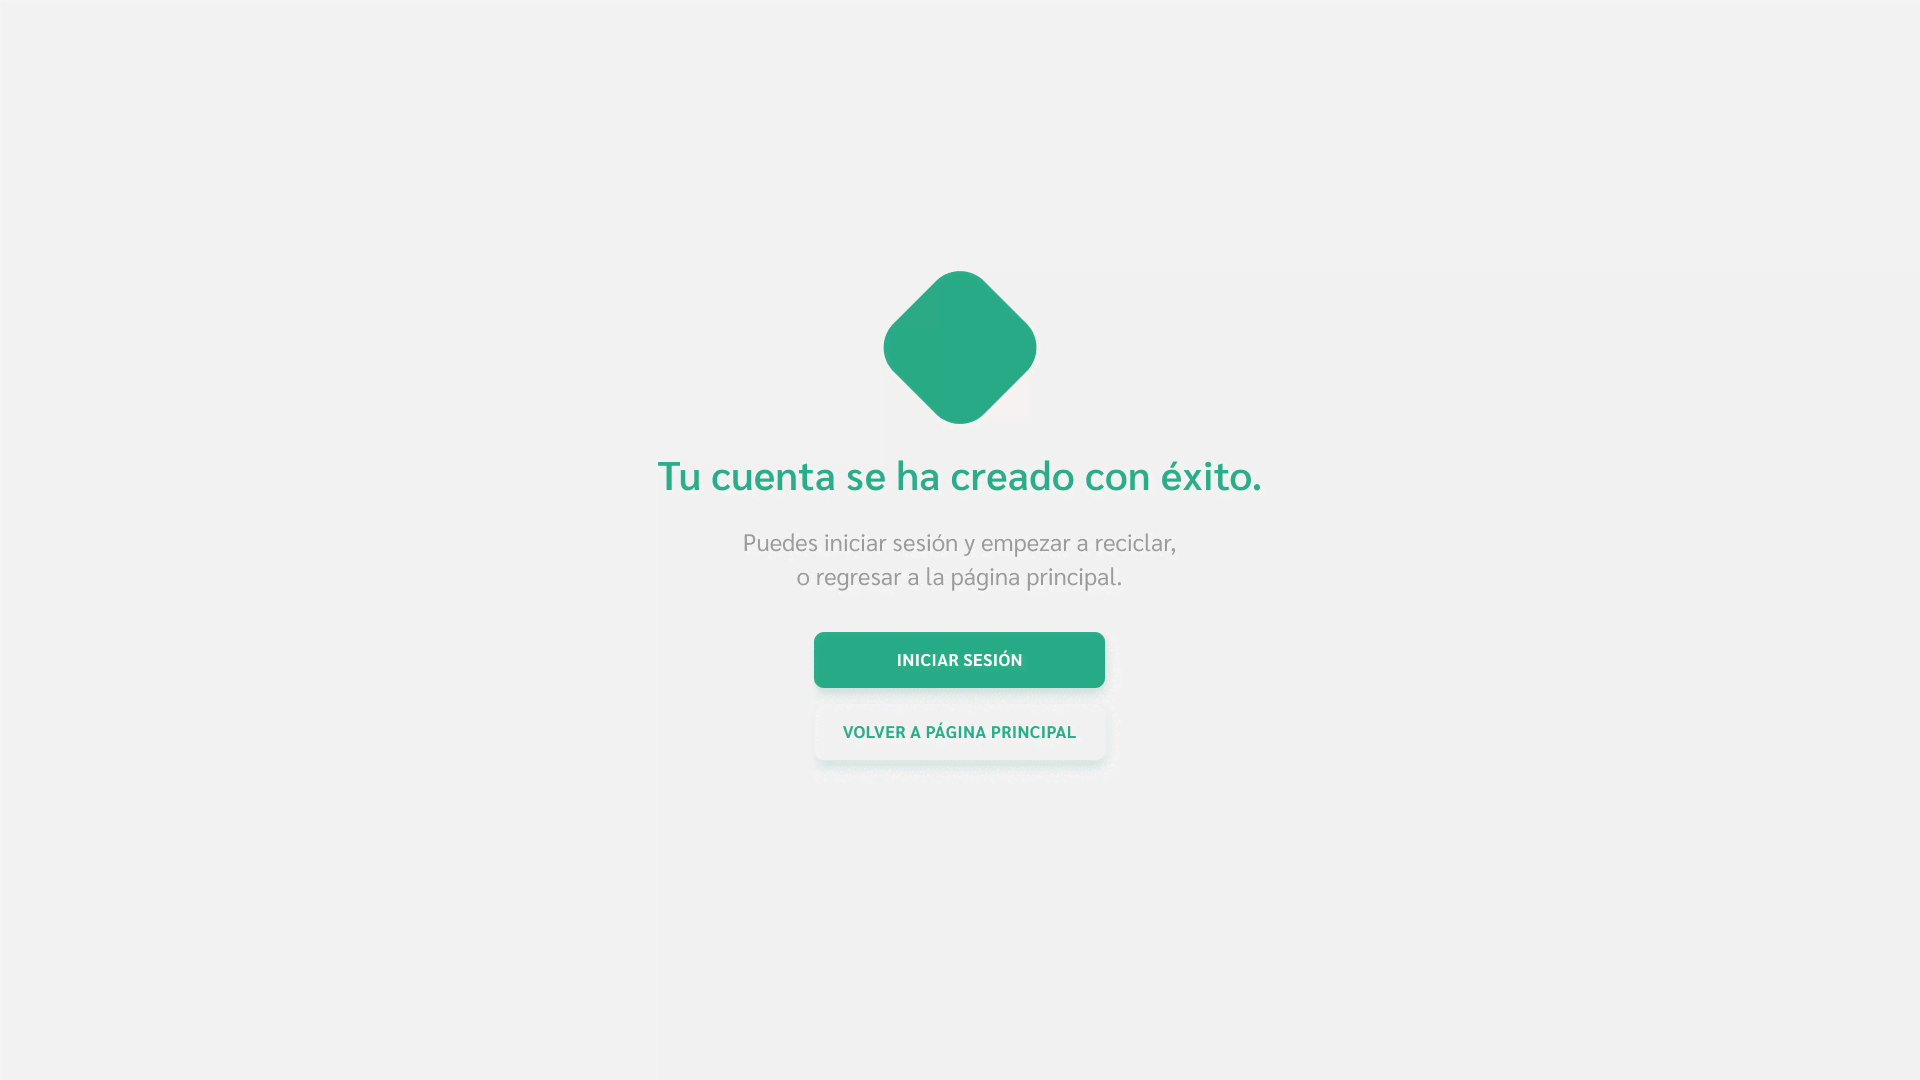 Tu cuenta se ha creado con éxito.
Puedes iniciar sesión y empezar a reciclar,
o regresar a la página principal.
INICIAR SESIÓN
VOLVER A PÁGINA PRINCIPAL